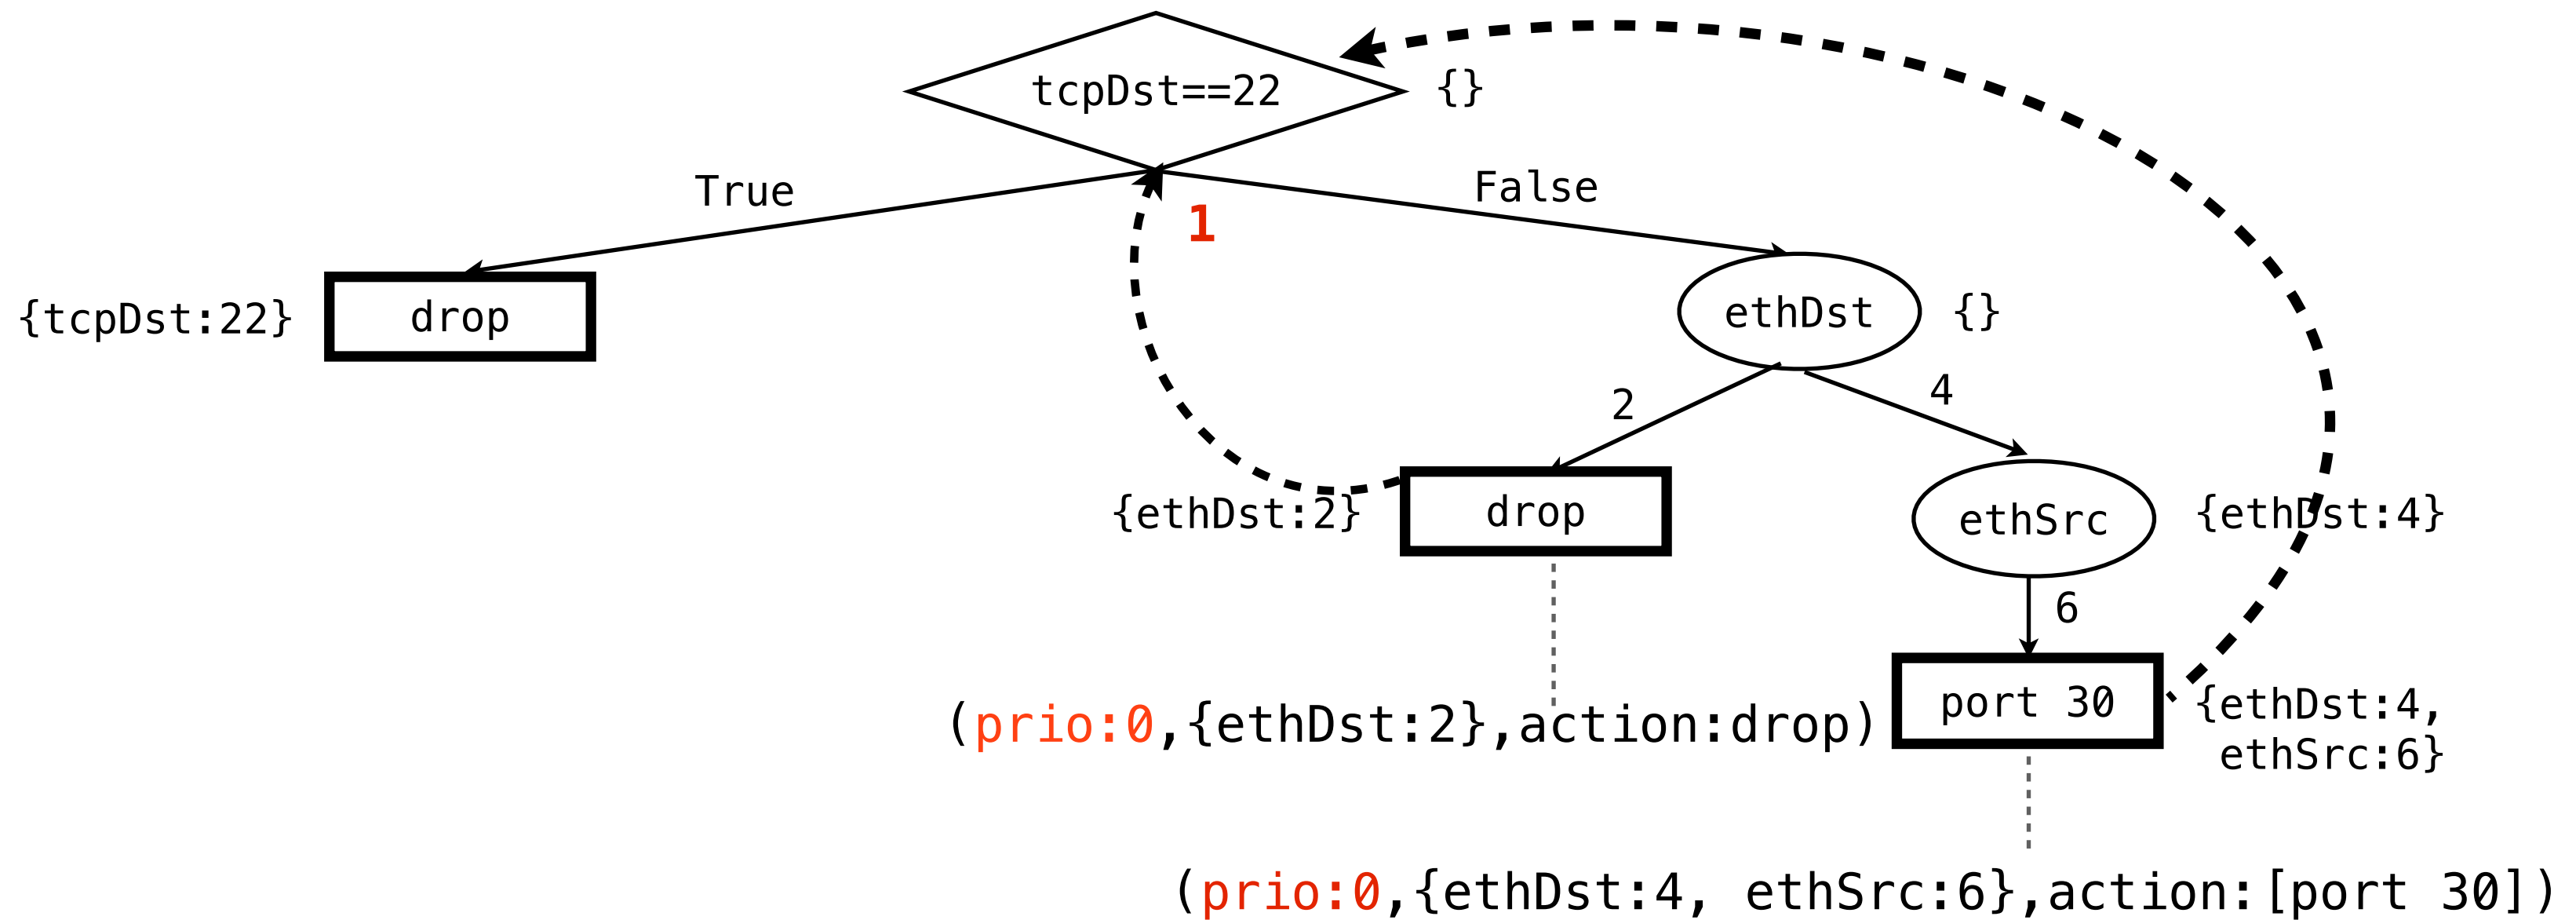 tcpDst==22
{}
True
False
1
{tcpDst:22}
drop
ethDst
{}
2
4
{ethDst:2}
drop
ethSrc
{ethDst:4}
6
port 30
{ethDst:4,
ethSrc:6}
(prio:0,{ethDst:2},action:drop)
(prio:0,{ethDst:4, ethSrc:6},action:[port 30])